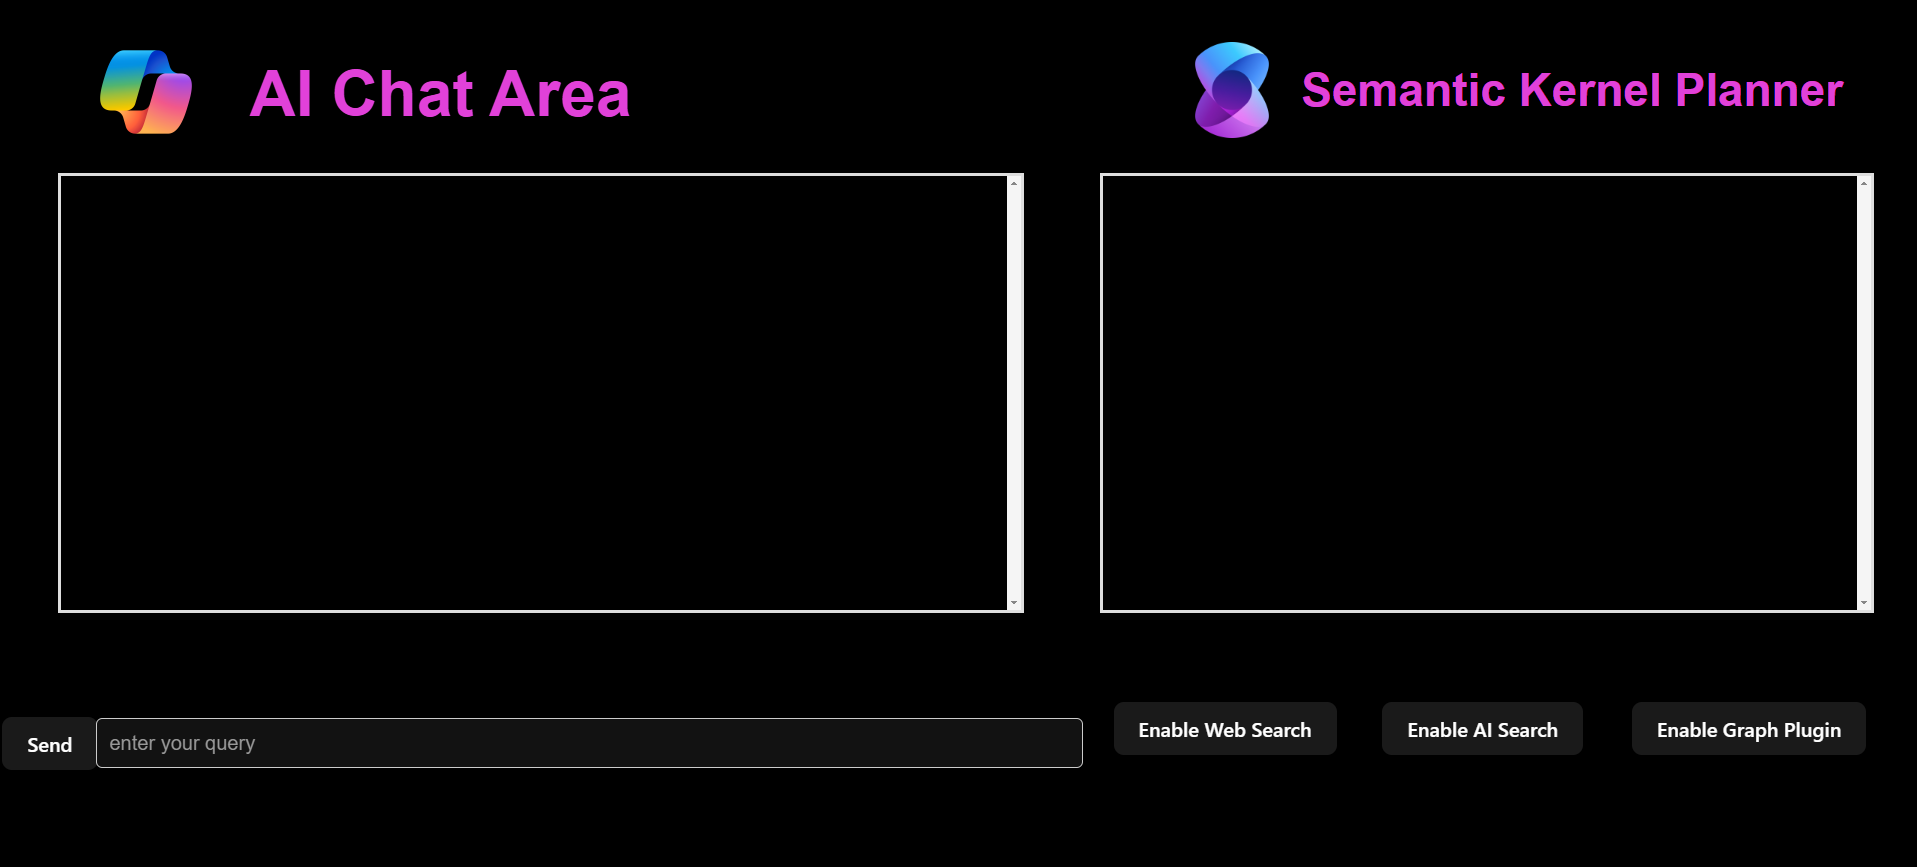 AI Chat Area
Semantic Kernel Planner
Send
enter your query
Enable Web Search
Enable AI Search
Enable Graph Plugin